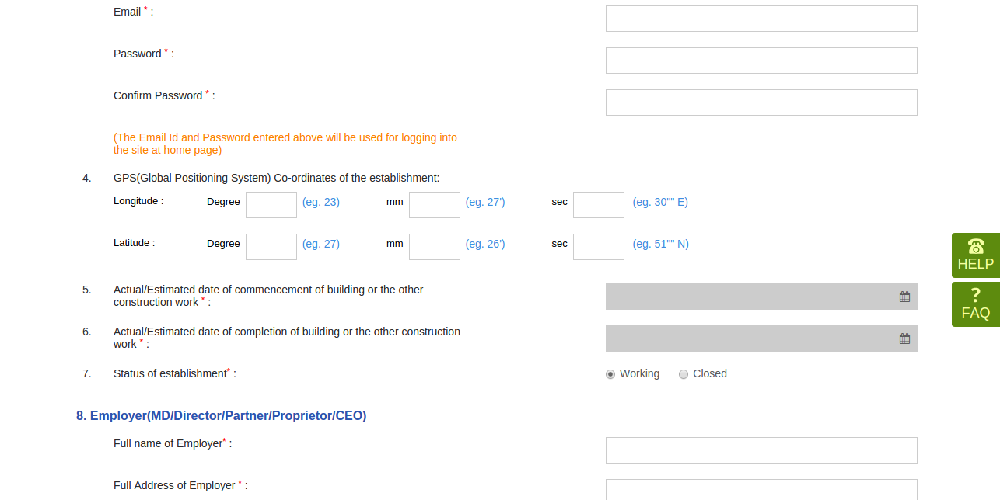 Email * :
Password * :
Confirm Password * :
(The Email Id and Password entered above will be used for logging into
the site at home page)
4. GPS(Global Positioning System) Co-ordinates of the establishment:
Longitude : Degree (eg. 23) mm (eg. 27') sec (eg. 30"" E)
Latitude : Degree (eg. 27) mm (eg. 26') sec (eg. 51"" N)
HELP
5. Actual/Estimated date of commencement of building or the other
construction work * :
? FAQ
6. Actual/Estimated date of completion of building or the other construction
work * :
7. Status of establishment* : Working Closed
8. Employer(MD/Director/Partner/Proprietor/CEO)
Full name of Employer* :
Full Address of Employer * :